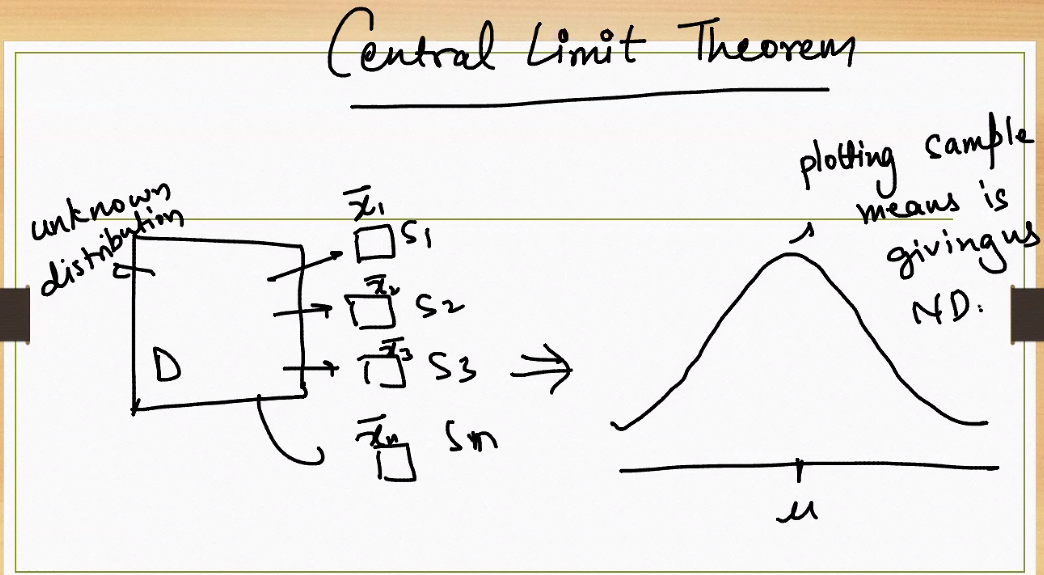 Central Limit Theorem
plotting sample
means is
giving us
ND.
unknown
distribution
D
x̄₁
S1
x̄₂
S2
x̄₃
S3
x̄ₙ
Sn
μ